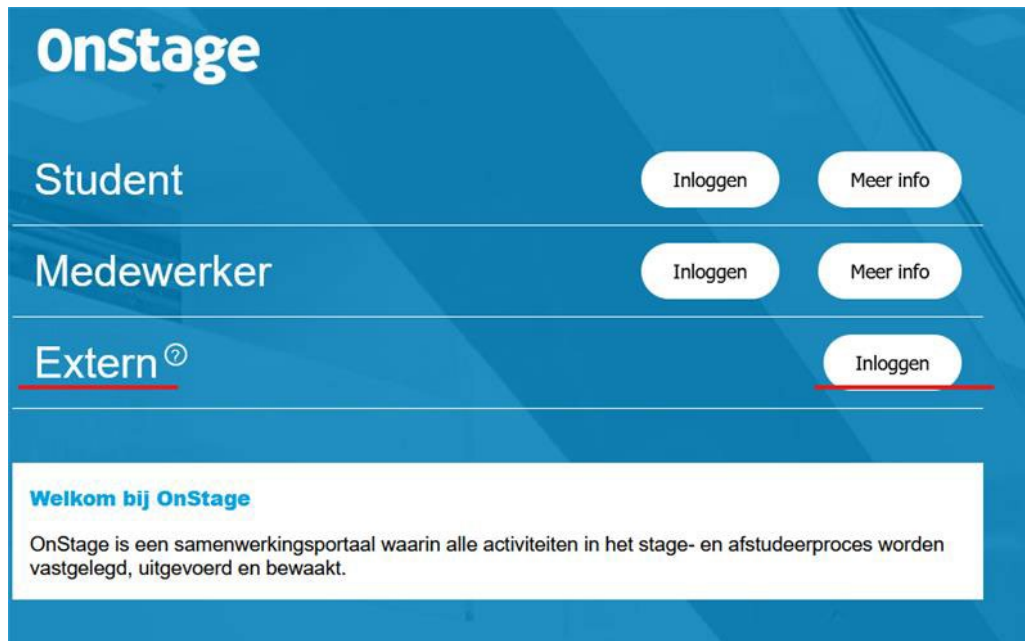 OnStage
Student Inloggen Meer info
Medewerker Inloggen Meer info
Extern ? Inloggen
Welkom bij OnStage
OnStage is een samenwerkingsportaal waarin alle activiteiten in het stage- en afstudeerproces worden
vastgelegd, uitgevoerd en bewaakt.